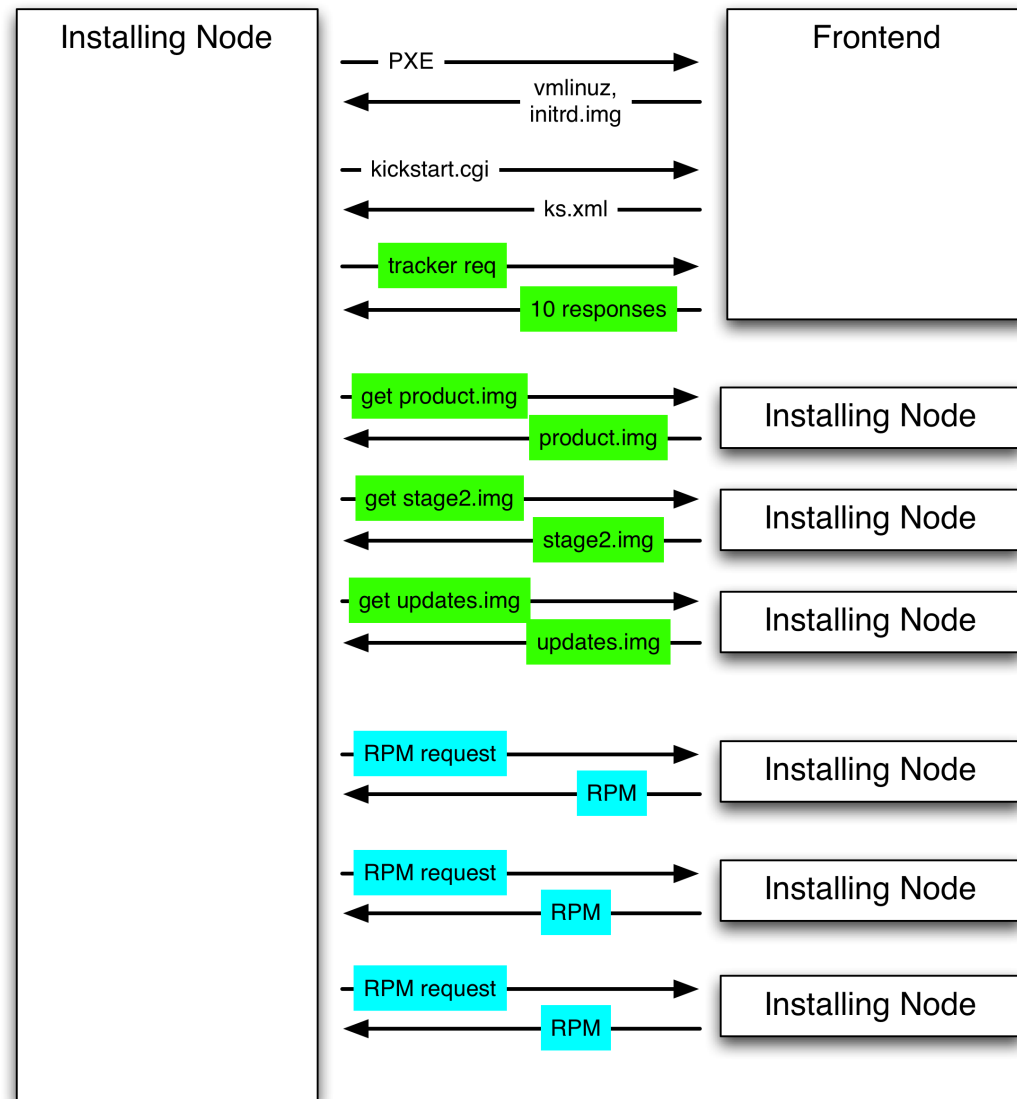 Installing Node
Frontend
PXE
vmlinuz,
initrd.img
kickstart.cgi
ks.xml
tracker req
10 responses
get product.img
Installing Node
product.img
get stage2.img
Installing Node
stage2.img
get updates.img
Installing Node
updates.img
RPM request
Installing Node
RPM
RPM request
Installing Node
RPM
RPM request
Installing Node
RPM